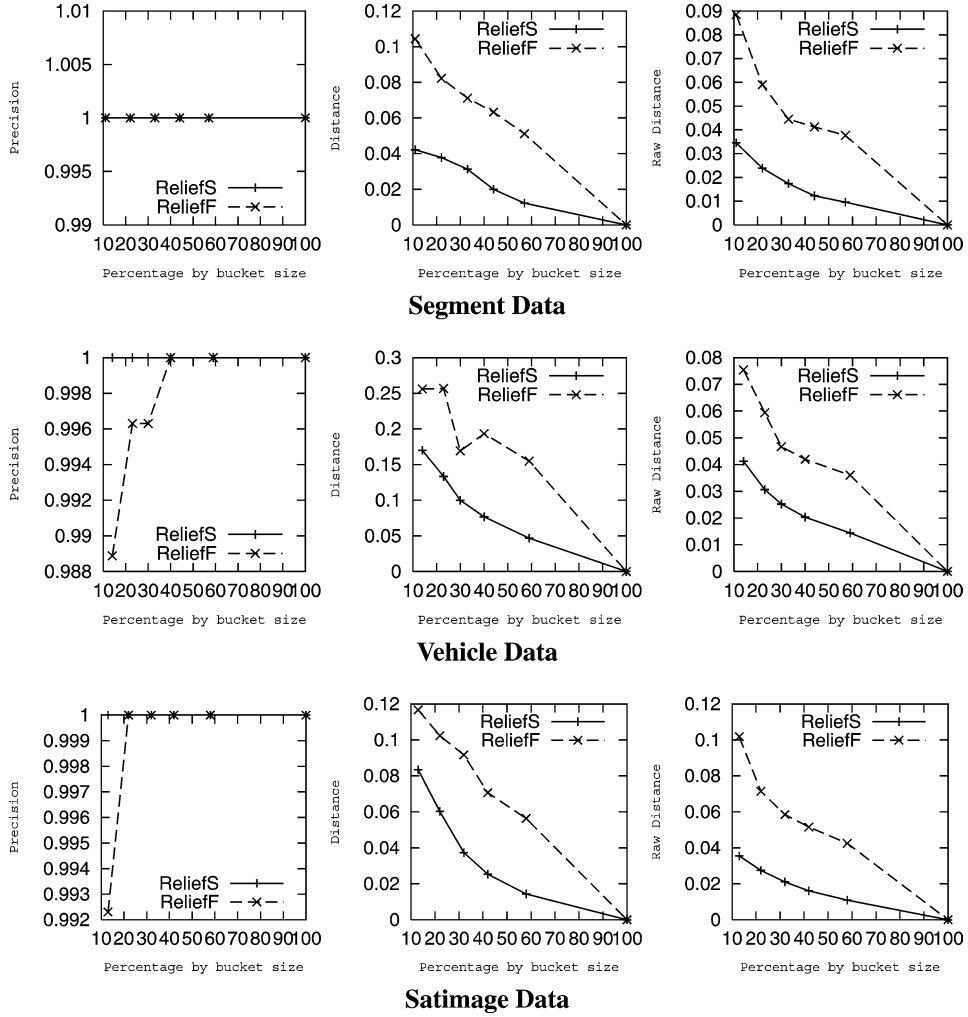 1.01
1.005
1
0.995
0.99
Precision
ReliefS
ReliefF
10 20 30 40 50 60 70 80 90 100
Percentage by bucket size
0.12
0.1
0.08
0.06
0.04
0.02
0
Distance
ReliefS
ReliefF
10 20 30 40 50 60 70 80 90 100
Percentage by bucket size
0.09
0.08
0.07
0.06
0.05
0.04
0.03
0.02
0.01
0
Raw Distance
ReliefS
ReliefF
10 20 30 40 50 60 70 80 90 100
Percentage by bucket size
Segment Data
1
0.998
0.996
0.994
0.992
0.99
0.988
Precision
ReliefS
ReliefF
10 20 30 40 50 60 70 80 90 100
Percentage by bucket size
0.3
0.25
0.2
0.15
0.1
0.05
0
Distance
ReliefS
ReliefF
10 20 30 40 50 60 70 80 90 100
Percentage by bucket size
0.08
0.07
0.06
0.05
0.04
0.03
0.02
0.01
0
Raw Distance
ReliefS
ReliefF
10 20 30 40 50 60 70 80 90 100
Percentage by bucket size
Vehicle Data
1
0.999
0.998
0.997
0.996
0.995
0.994
0.993
0.992
Precision
ReliefS
ReliefF
10 20 30 40 50 60 70 80 90 100
Percentage by bucket size
0.12
0.1
0.08
0.06
0.04
0.02
0
Distance
ReliefS
ReliefF
10 20 30 40 50 60 70 80 90 100
Percentage by bucket size
0.12
0.1
0.08
0.06
0.04
0.02
0
Raw Distance
ReliefS
ReliefF
10 20 30 40 50 60 70 80 90 100
Percentage by bucket size
Satimage Data